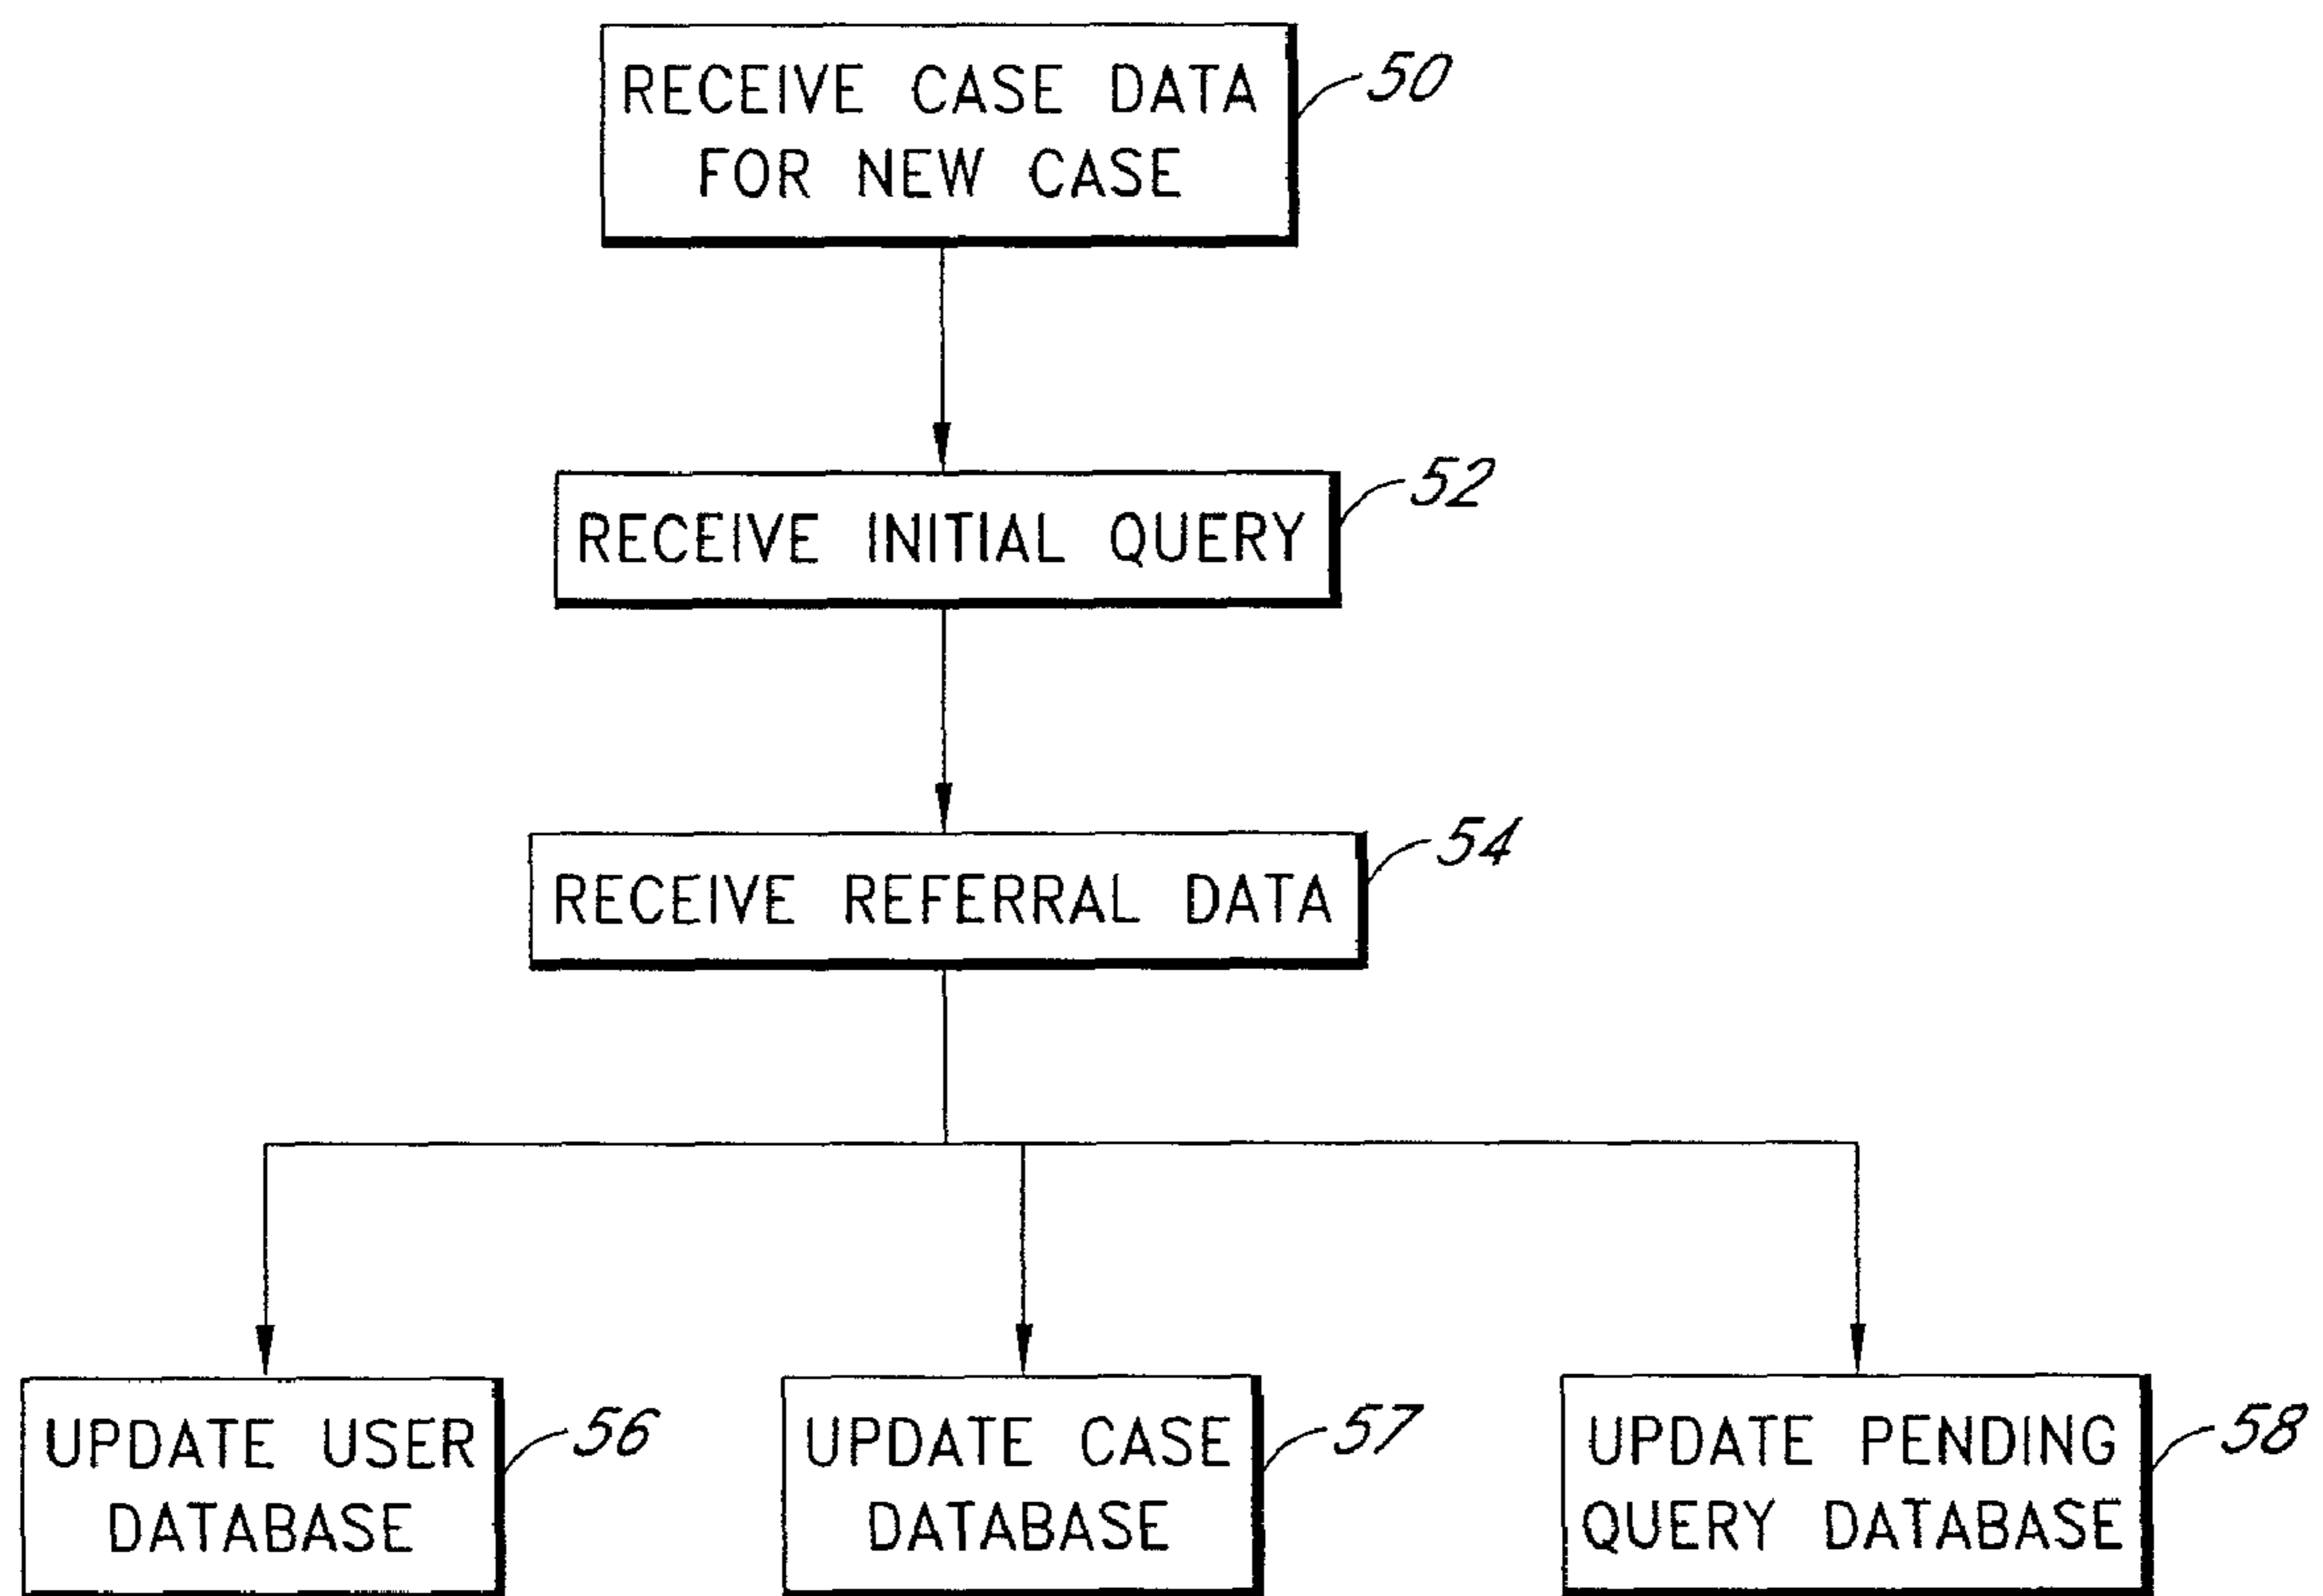 RECEIVE CASE DATA
FOR NEW CASE
50
RECEIVE INITIAL QUERY
52
RECEIVE REFERRAL DATA
54
UPDATE USER
DATABASE
56
UPDATE CASE
DATABASE
57
UPDATE PENDING
QUERY DATABASE
58